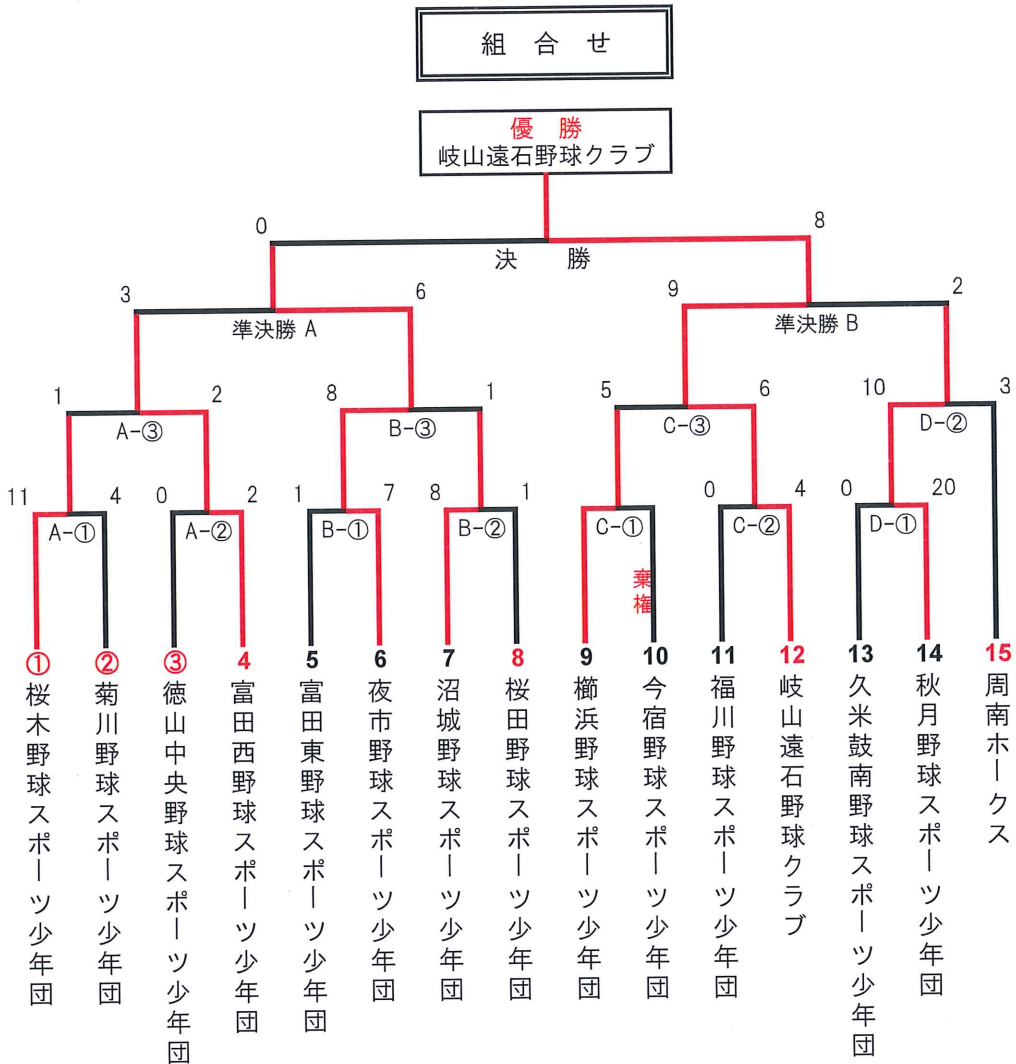 組合せ
優勝
岐山遠石野球クラブ
0
8
決勝
3
6
9
2
準決勝 A
準決勝 B
1
2
8
1
5
6
10
3
A-③
B-③
C-③
D-②
11
4
0
2
1
7
8
1
0
4
0
20
A-①
A-②
B-①
B-②
C-①
C-②
D-①
棄権
① 桜木野球スポーツ少年団
② 菊川野球スポーツ少年団
③ 徳山中央野球スポーツ少年団
4 富田西野球スポーツ少年団
5 富田東野球スポーツ少年団
6 夜市野球スポーツ少年団
7 沼城野球スポーツ少年団
8 桜田野球スポーツ少年団
9 櫛浜野球スポーツ少年団
10 今宿野球スポーツ少年団
11 福川野球スポーツ少年団
12 岐山遠石野球クラブ
13 久米鼓南野球スポーツ少年団
14 秋月野球スポーツ少年団
15 周南ホークス